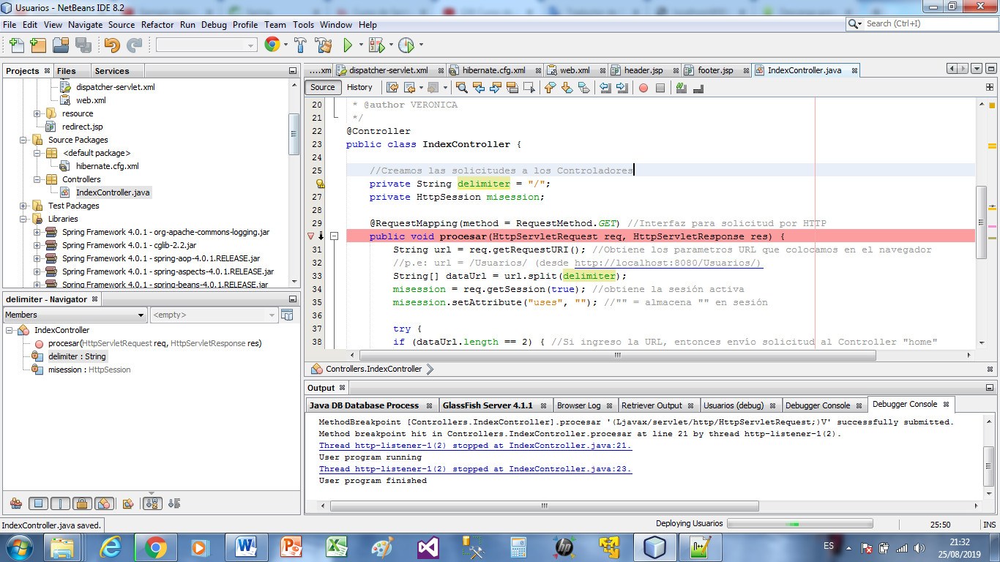 Usuarios - NetBeans IDE 8.2
File Edit View Navigate Source Refactor Run Debug Profile Team Tools Window Help
Search (Ctrl+I)
Projects Files Services
dispatcher-servlet.xml
web.xml
resource
redirect.jsp
Source Packages
<default package>
hibernate.cfg.xml
Controllers
IndexController.java
Test Packages
Libraries
Spring Framework 4.0.1 - org-apache-commons-logging.jar
Spring Framework 4.0.1 - cglib-2.2.jar
Spring Framework 4.0.1 - spring-aop-4.0.1.RELEASE.jar
Spring Framework 4.0.1 - spring-aspects-4.0.1.RELEASE.jar
Spring Framework 4.0.1 - spring-beans-4.0.1.RELEASE.jar
delimiter - Navigator
Members <empty>
IndexController
procesar(HttpServletRequest req, HttpServletResponse res)
delimiter : String
misession : HttpSession
....xm dispatcher-servlet.xml hibernate.cfg.xml web.xml header.jsp footer.jsp IndexController.java
Source History
20 * @author VERONICA
21 */
22 @Controller
23 public class IndexController {
24
25 //Creamos las solicitudes a los Controladores
private String delimiter = "/";
27 private HttpSession misession;
28
29 @RequestMapping(method = RequestMethod.GET) //Interfaz para solicitud por HTTP
public void procesar(HttpServletRequest req, HttpServletResponse res) {
31 String url = req.getRequestURI(); //Obtiene los parametros URL que colocamos en el navegador
32 //p.e: url = /Usuarios/ (desde http://localhost:8080/Usuarios/)
33 String[] dataUrl = url.split(delimiter);
34 misession = req.getSession(true); //obtiene la sesión activa
35 misession.setAttribute("uses", ""); //"" = almacena "" en sesión
36
37 try {
38 if (dataUrl.length == 2) { //Si ingreso la URL, entonces envío solicitud al Controller "home"
Controllers.IndexController
Output
Java DB Database Process GlassFish Server 4.1.1 Browser Log Retriever Output Usuarios (debug) Debugger Console Debugger Console
MethodBreakpoint [Controllers.IndexController].procesar '(Ljavax/servlet/http/HttpServletRequest;)V' successfully submitted.
Method breakpoint hit in Controllers.IndexController.procesar at line 21 by thread http-listener-1(2).
Thread http-listener-1(2) stopped at IndexController.java:21.
User program running
Thread http-listener-1(2) stopped at IndexController.java:23.
User program finished
IndexController.java saved.
Deploying Usuarios
25:50 INS
ES
21:32
25/08/2019